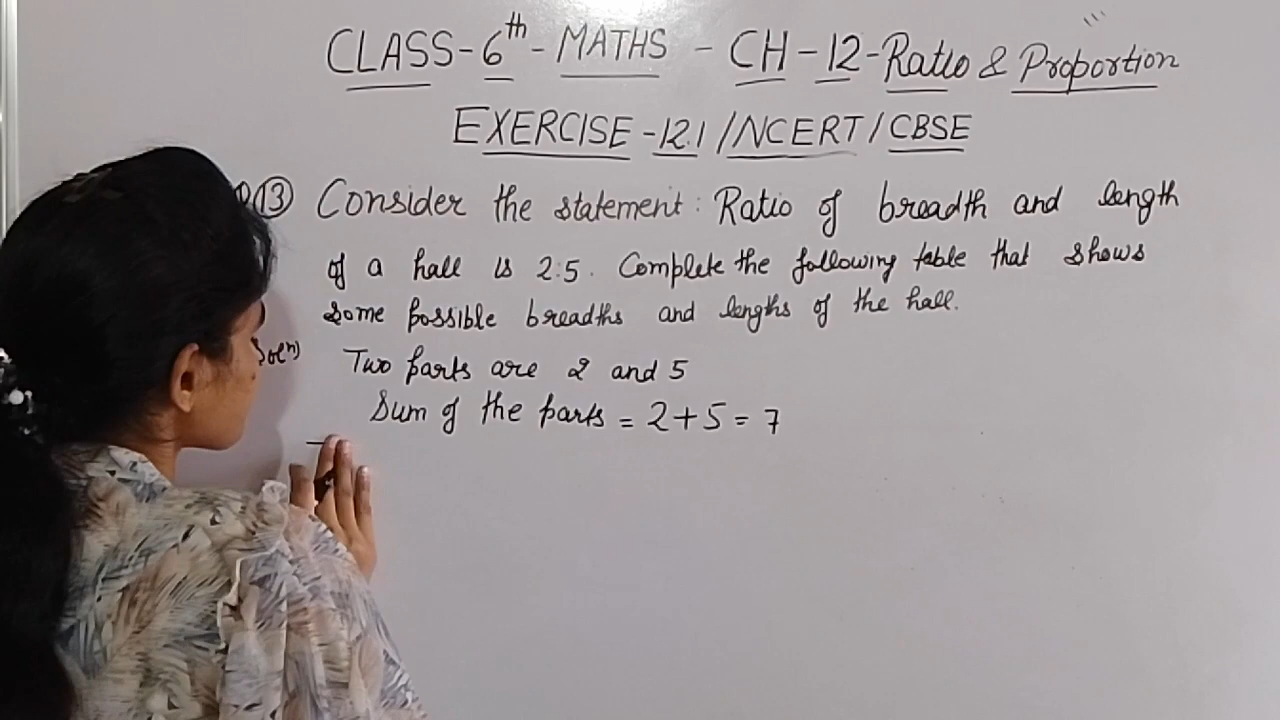 CLASS-6th-MATHS - CH-12-Ratio & Proportion
EXERCISE-12.1/NCERT/CBSE
13) Consider the statement: Ratio of breadth and length
of a hall is 2:5. Complete the following table that shows
some possible breadths and lengths of the hall.
Soln) Two parts are 2 and 5
Sum of the parts = 2+5 = 7